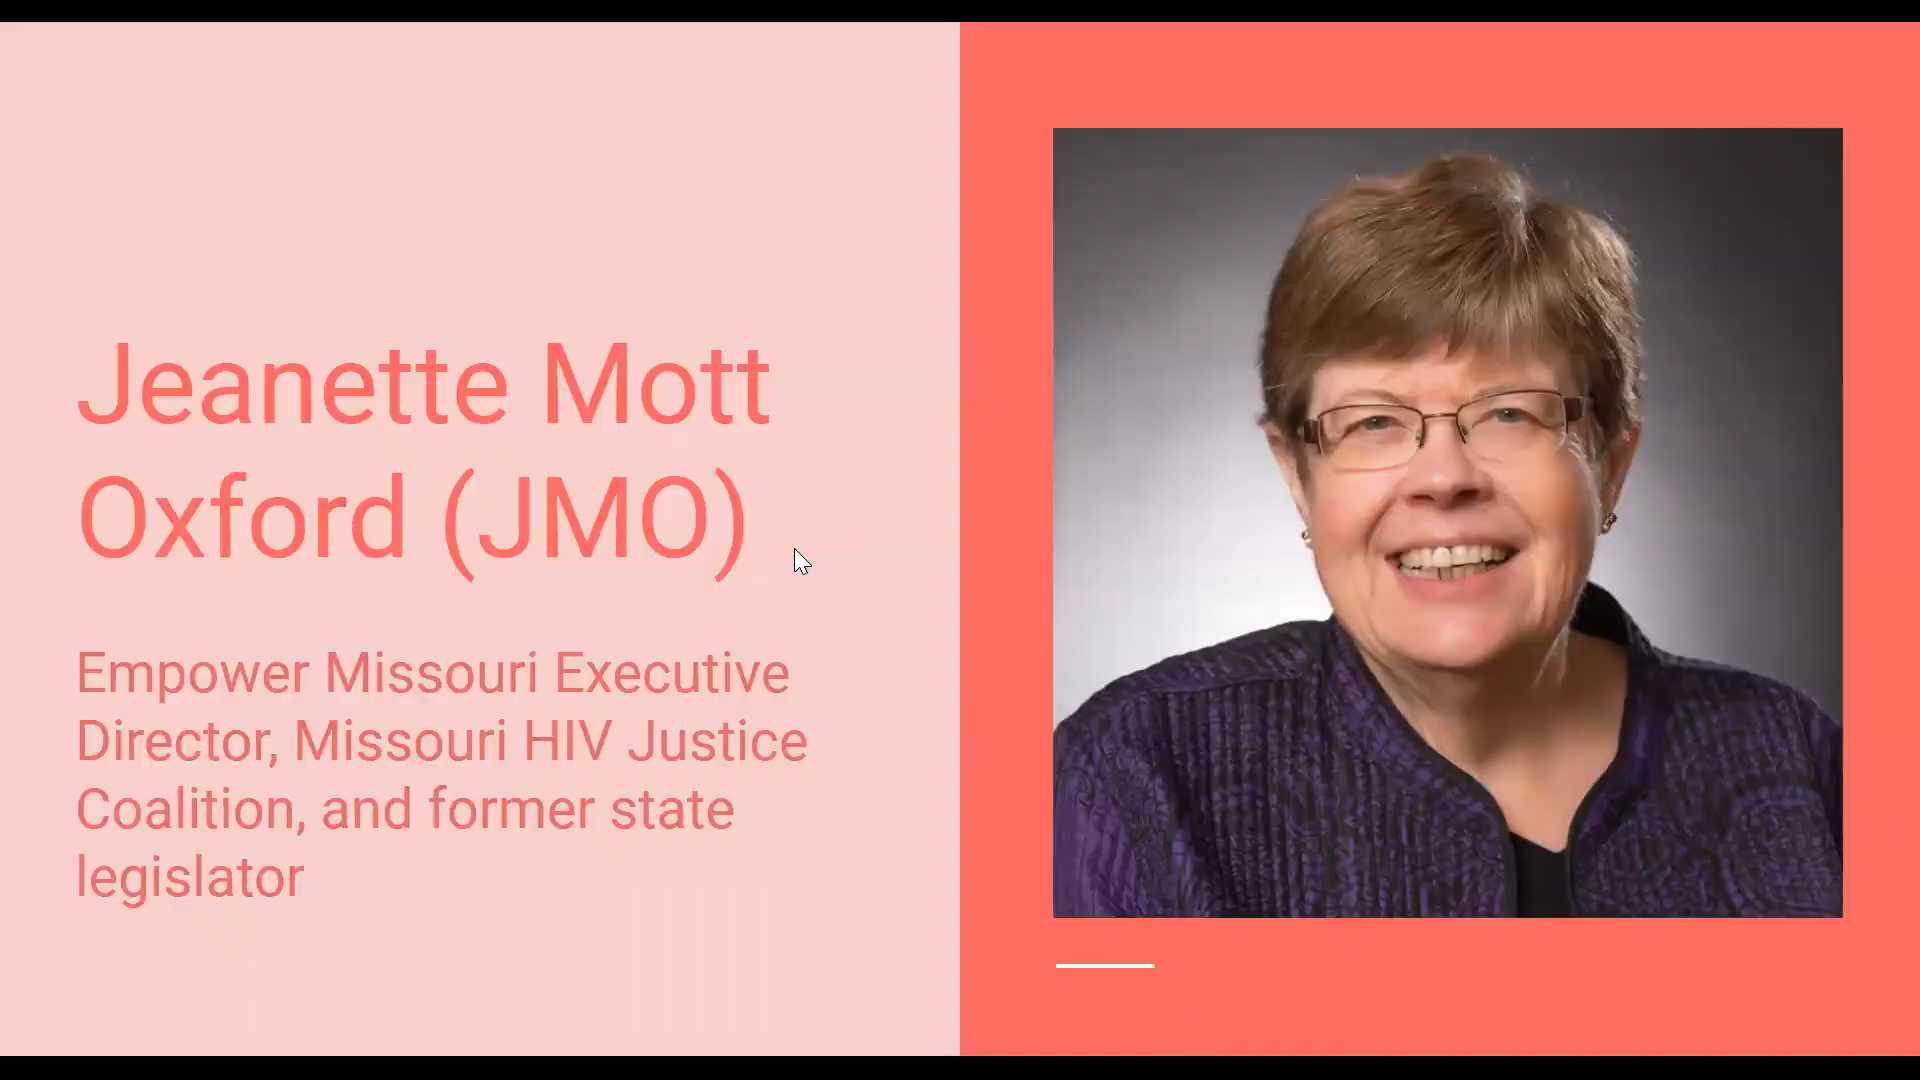 Jeanette Mott
Oxford (JMO)
Empower Missouri Executive
Director, Missouri HIV Justice
Coalition, and former state
legislator